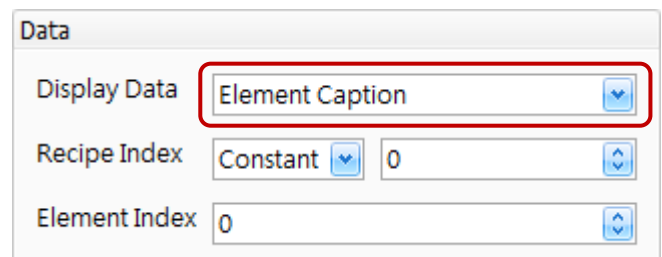 Data
Display Data Element Caption
Recipe Index Constant 0
Element Index 0